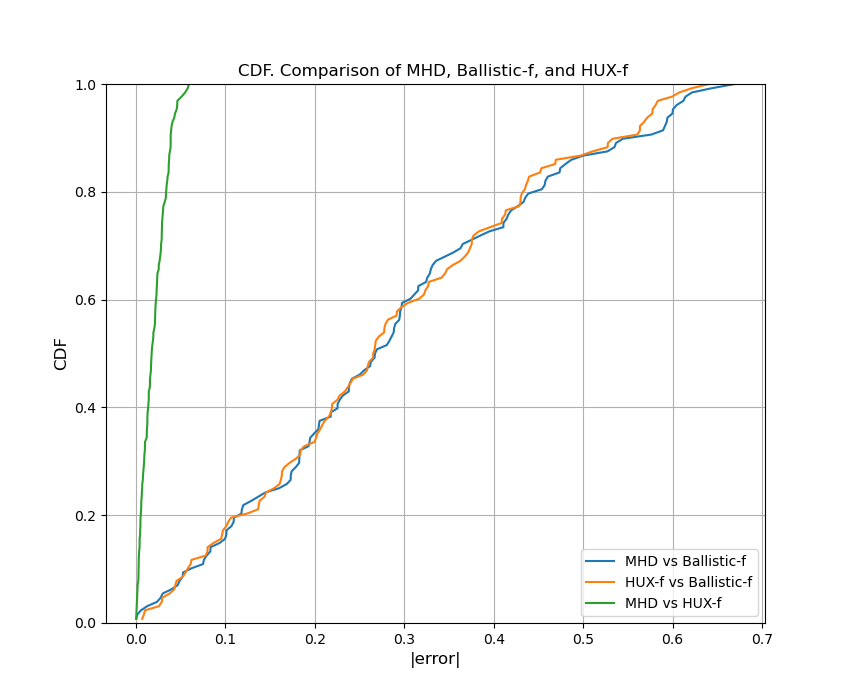 CDF. Comparison of MHD, Ballistic-f, and HUX-f
1.0
0.8
0.6
0.4
0.2
0.0
CDF
0.0 0.1 0.2 0.3 0.4 0.5 0.6 0.7
|error|
MHD vs Ballistic-f
HUX-f vs Ballistic-f
MHD vs HUX-f